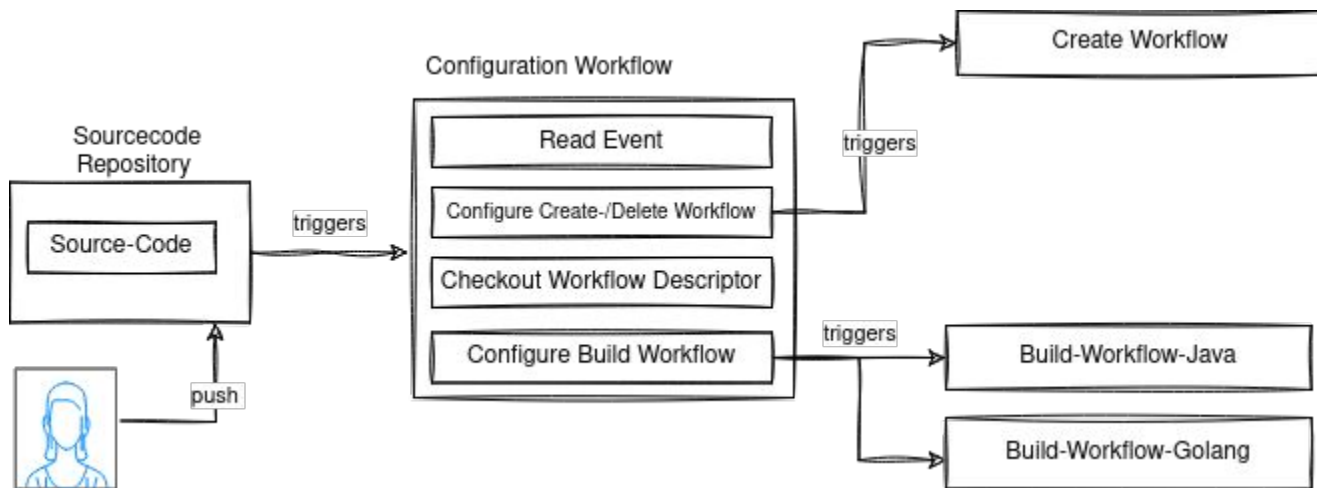 Create Workflow
Configuration Workflow
Read Event
Sourcecode
Repository
triggers
Configure Create-/Delete Workflow
triggers
Source-Code
Checkout Workflow Descriptor
triggers
Configure Build Workflow
Build-Workflow-Java
push
Build-Workflow-Golang